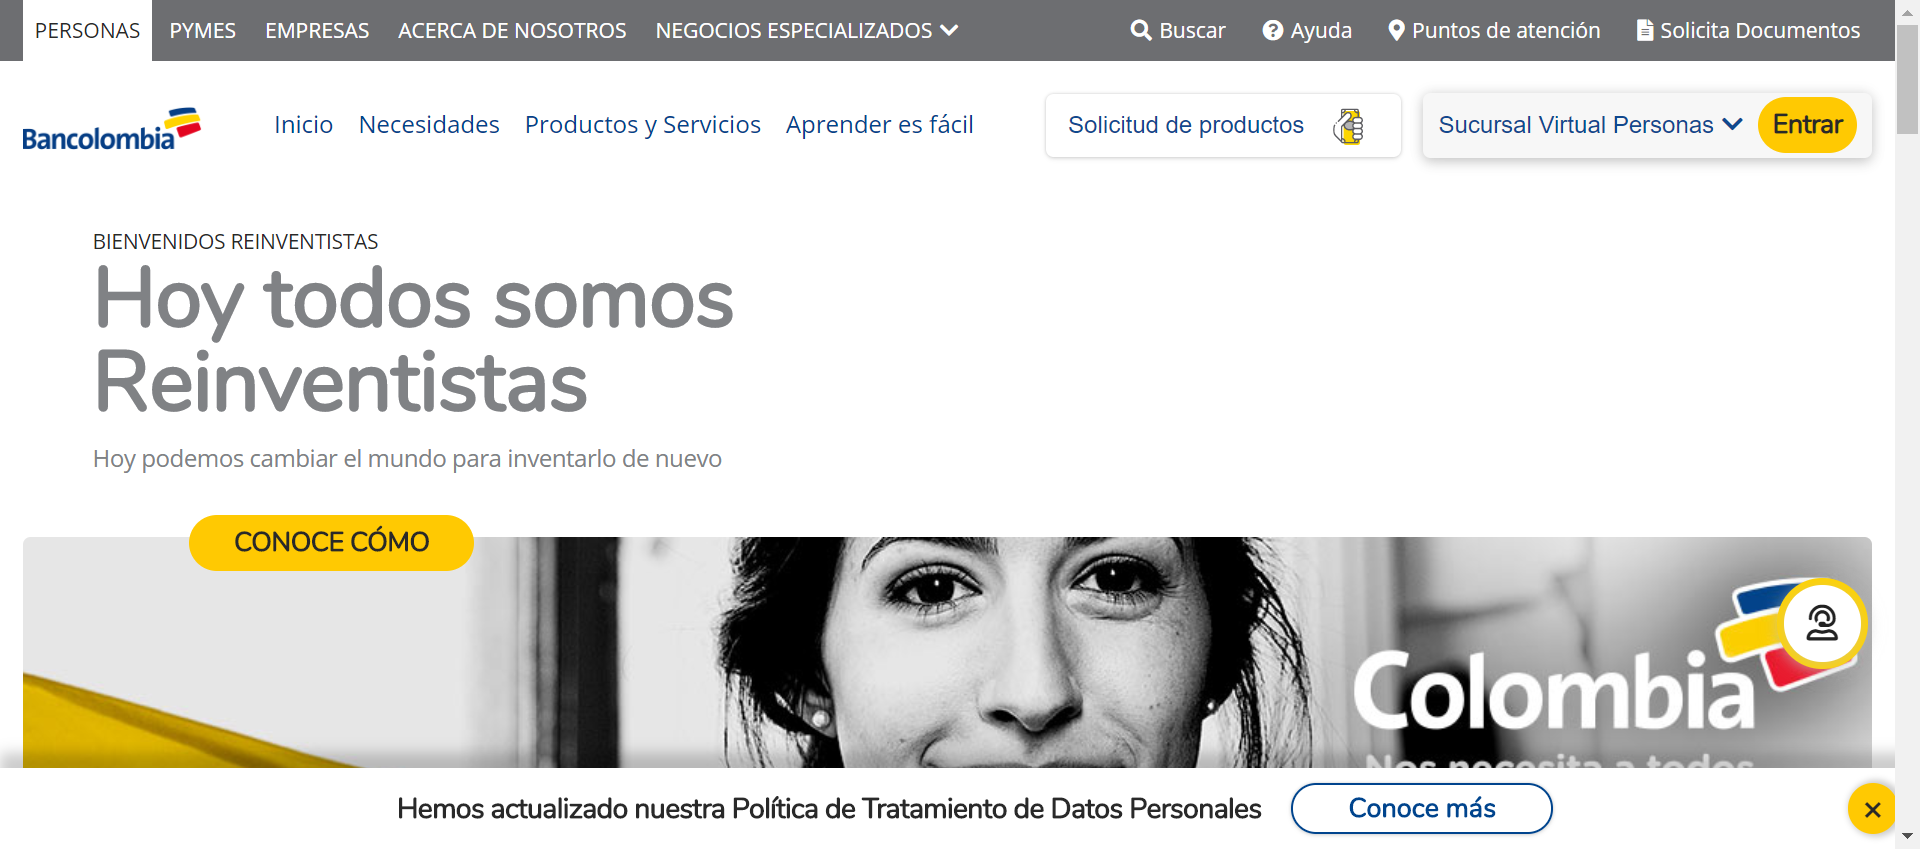 PERSONAS PYMES EMPRESAS ACERCA DE NOSOTROS NEGOCIOS ESPECIALIZADOS Buscar Ayuda Puntos de atención Solicita Documentos
Bancolombia Inicio Necesidades Productos y Servicios Aprender es fácil Solicitud de productos Sucursal Virtual Personas Entrar
BIENVENIDOS REINVENTISTAS
Hoy todos somos
Reinventistas
Hoy podemos cambiar el mundo para inventarlo de nuevo
CONOCE CÓMO
Colombia
Nos necesita a todos
Hemos actualizado nuestra Política de Tratamiento de Datos Personales Conoce más